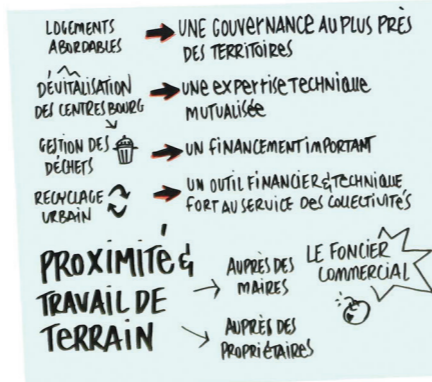 LOGEMENTS
ABORDABLES
UNE GOUVERNANCE AU PLUS PRÈS
DES TERRITOIRES
DÉVITALISATION
DES CENTRES BOURG
UNE EXPERTISE TECHNIQUE
MUTUALISÉE
GESTION DES
DÉCHETS
UN FINANCEMENT IMPORTANT
RECYCLAGE
URBAIN
UN OUTIL FINANCIER & TECHNIQUE
FORT AU SERVICE DES COLLECTIVITÉS
PROXIMITÉ &
TRAVAIL DE
TERRAIN
AUPRÈS DES
MAIRES
AUPRÈS DES
PROPRIÉTAIRES
LE FONCIER
COMMERCIAL